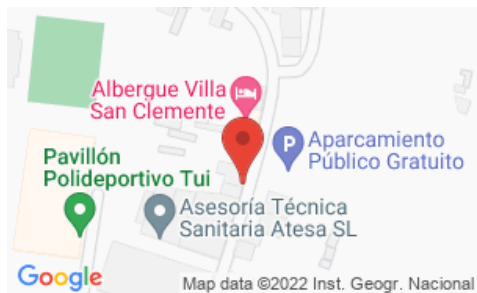 Albergue Villa
San Clemente
P
Aparcamiento
Público Gratuito
Pavillón
Polideportivo Tui
Asesoría Técnica
Sanitaria Atesa SL
Google
Map data ©2022 Inst. Geogr. Nacional